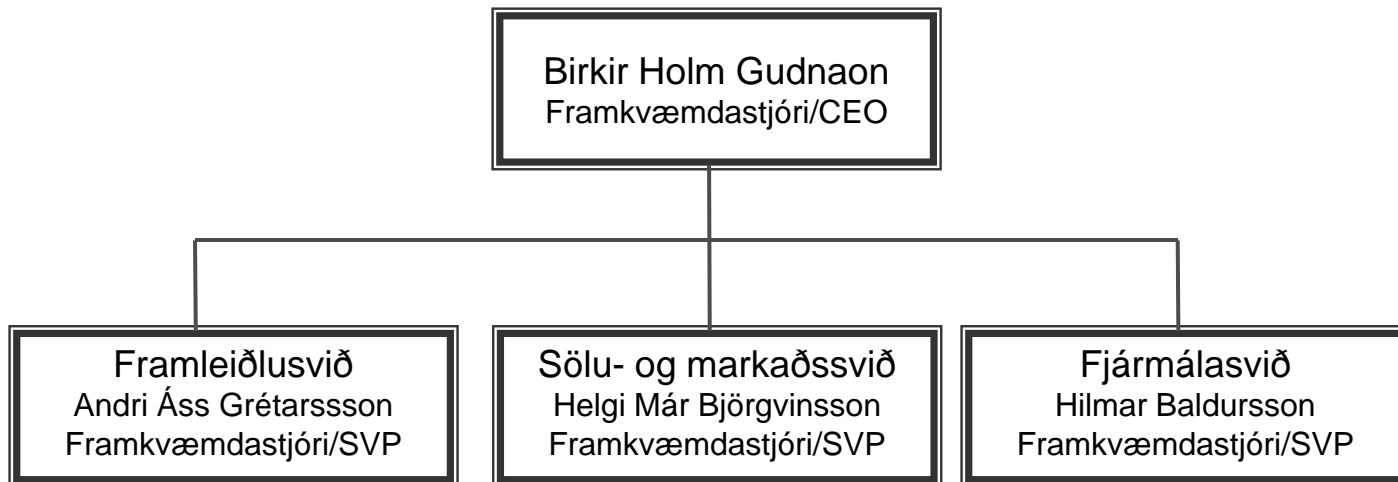 Birkir Holm Gudnaon
Framkvæmdastjóri/CEO
Framleiðlusvið
Andri Áss Grétarssson
Framkvæmdastjóri/SVP
Sölu- og markaðssvið
Helgi Már Björgvinsson
Framkvæmdastjóri/SVP
Fjármálasvið
Hilmar Baldursson
Framkvæmdastjóri/SVP